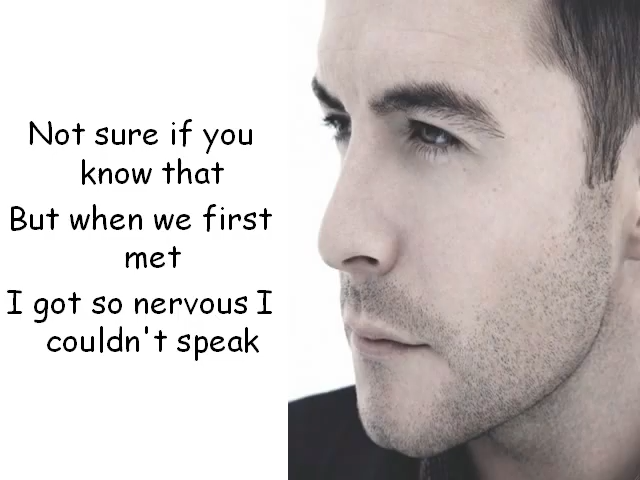 Not sure if you
know that
But when we first
met
I got so nervous I
couldn't speak